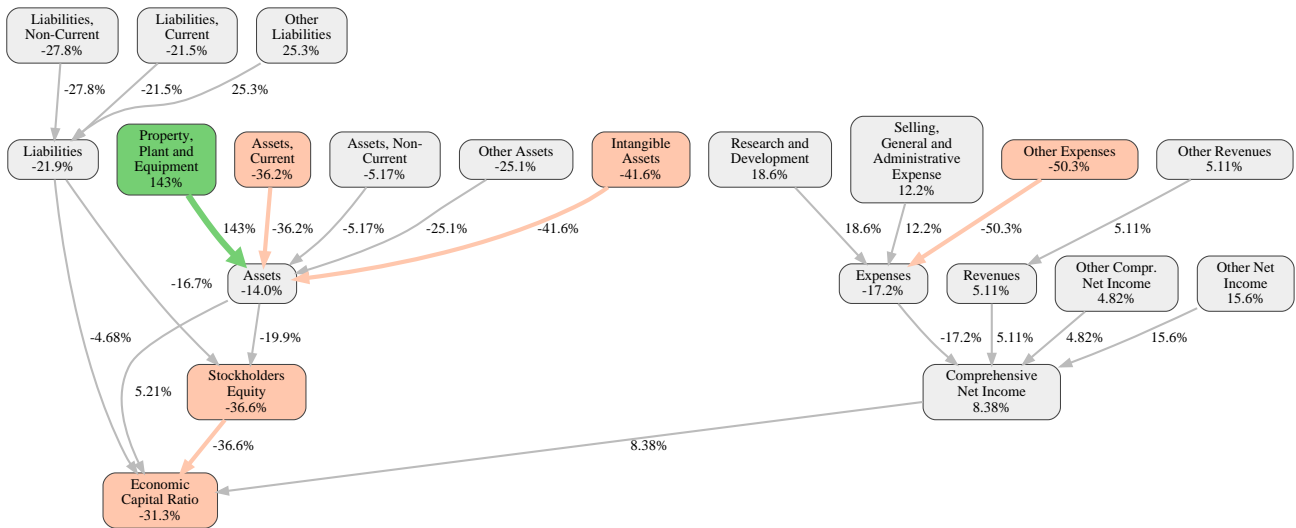 Liabilities,
Non-Current
-27.8%
Liabilities,
Current
-21.5%
Other
Liabilities
25.3%
-27.8%
-21.5%
25.3%
Liabilities
-21.9%
Property,
Plant and
Equipment
143%
Assets,
Current
-36.2%
Assets, Non-
Current
-5.17%
Other Assets
-25.1%
Intangible
Assets
-41.6%
Research and
Development
18.6%
Selling,
General and
Administrative
Expense
12.2%
Other Expenses
-50.3%
Other Revenues
5.11%
143%
-36.2%
-5.17%
-25.1%
-41.6%
18.6%
12.2%
-50.3%
5.11%
Assets
-14.0%
Expenses
-17.2%
Revenues
5.11%
Other Compr.
Net Income
4.82%
Other Net
Income
15.6%
-16.7%
-4.68%
-19.9%
-17.2%
5.11%
4.82%
15.6%
Stockholders
Equity
-36.6%
Comprehensive
Net Income
8.38%
5.21%
-36.6%
8.38%
Economic
Capital Ratio
-31.3%